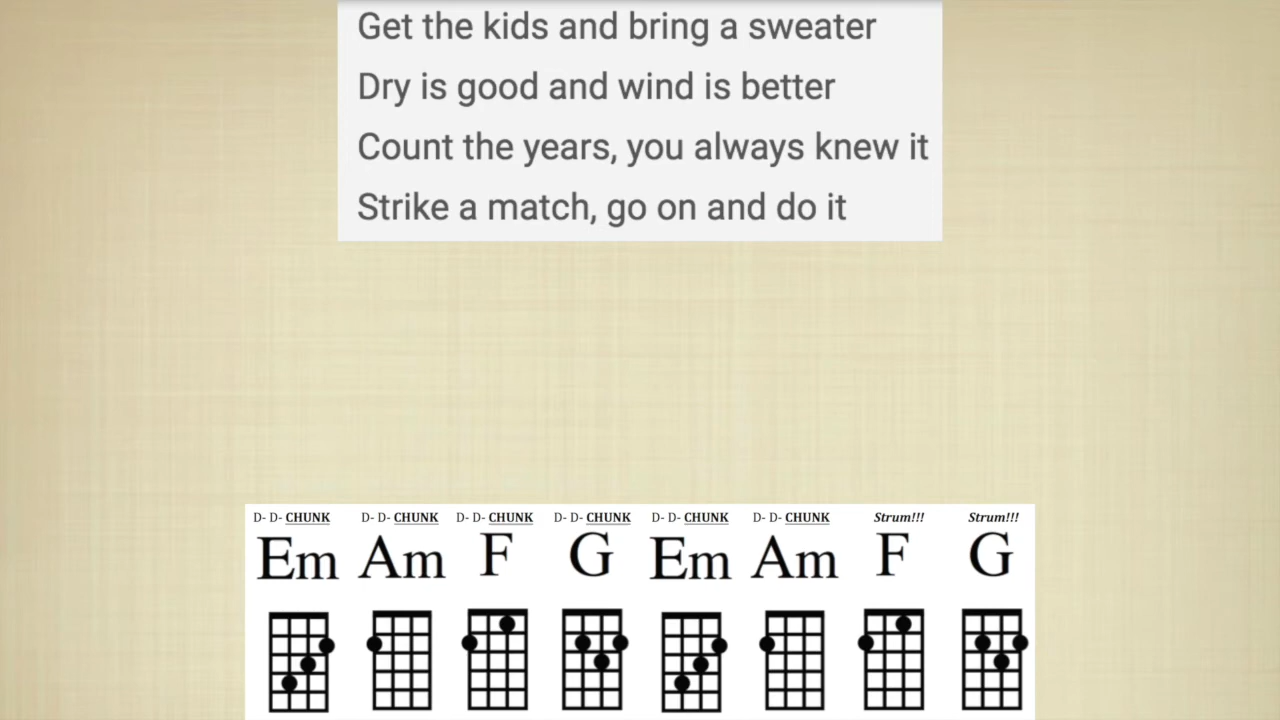 Get the kids and bring a sweater
Dry is good and wind is better
Count the years, you always knew it
Strike a match, go on and do it
D- D- CHUNK D- D- CHUNK D- D- CHUNK D- D- CHUNK D- D- CHUNK D- D- CHUNK Strum!!! Strum!!!
Em Am F G Em Am F G